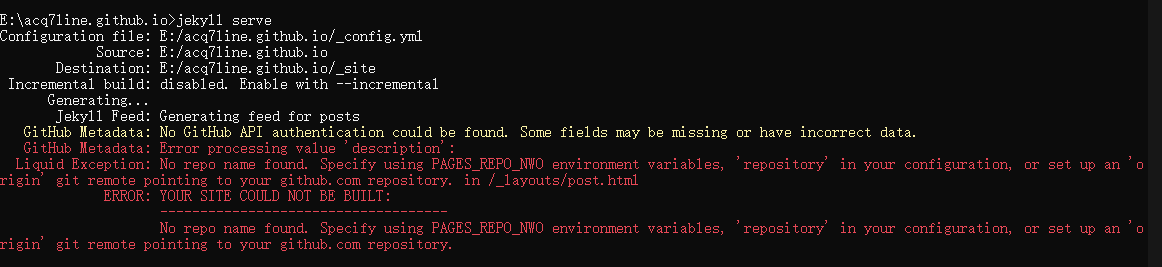 E:\acq7line.github.io>jekyll serve
Configuration file: E:/acq7line.github.io/_config.yml
Source: E:/acq7line.github.io
Destination: E:/acq7line.github.io/_site
Incremental build: disabled. Enable with --incremental
Generating...
Jekyll Feed: Generating feed for posts
GitHub Metadata: No GitHub API authentication could be found. Some fields may be missing or have incorrect data.
GitHub Metadata: Error processing value 'description':
Liquid Exception: No repo name found. Specify using PAGES_REPO_NWO environment variables, 'repository' in your configuration, or set up an 'o
rigin' git remote pointing to your github.com repository. in /_layouts/post.html
ERROR: YOUR SITE COULD NOT BE BUILT:
------------------------------------
No repo name found. Specify using PAGES_REPO_NWO environment variables, 'repository' in your configuration, or set up an 'o
rigin' git remote pointing to your github.com repository.